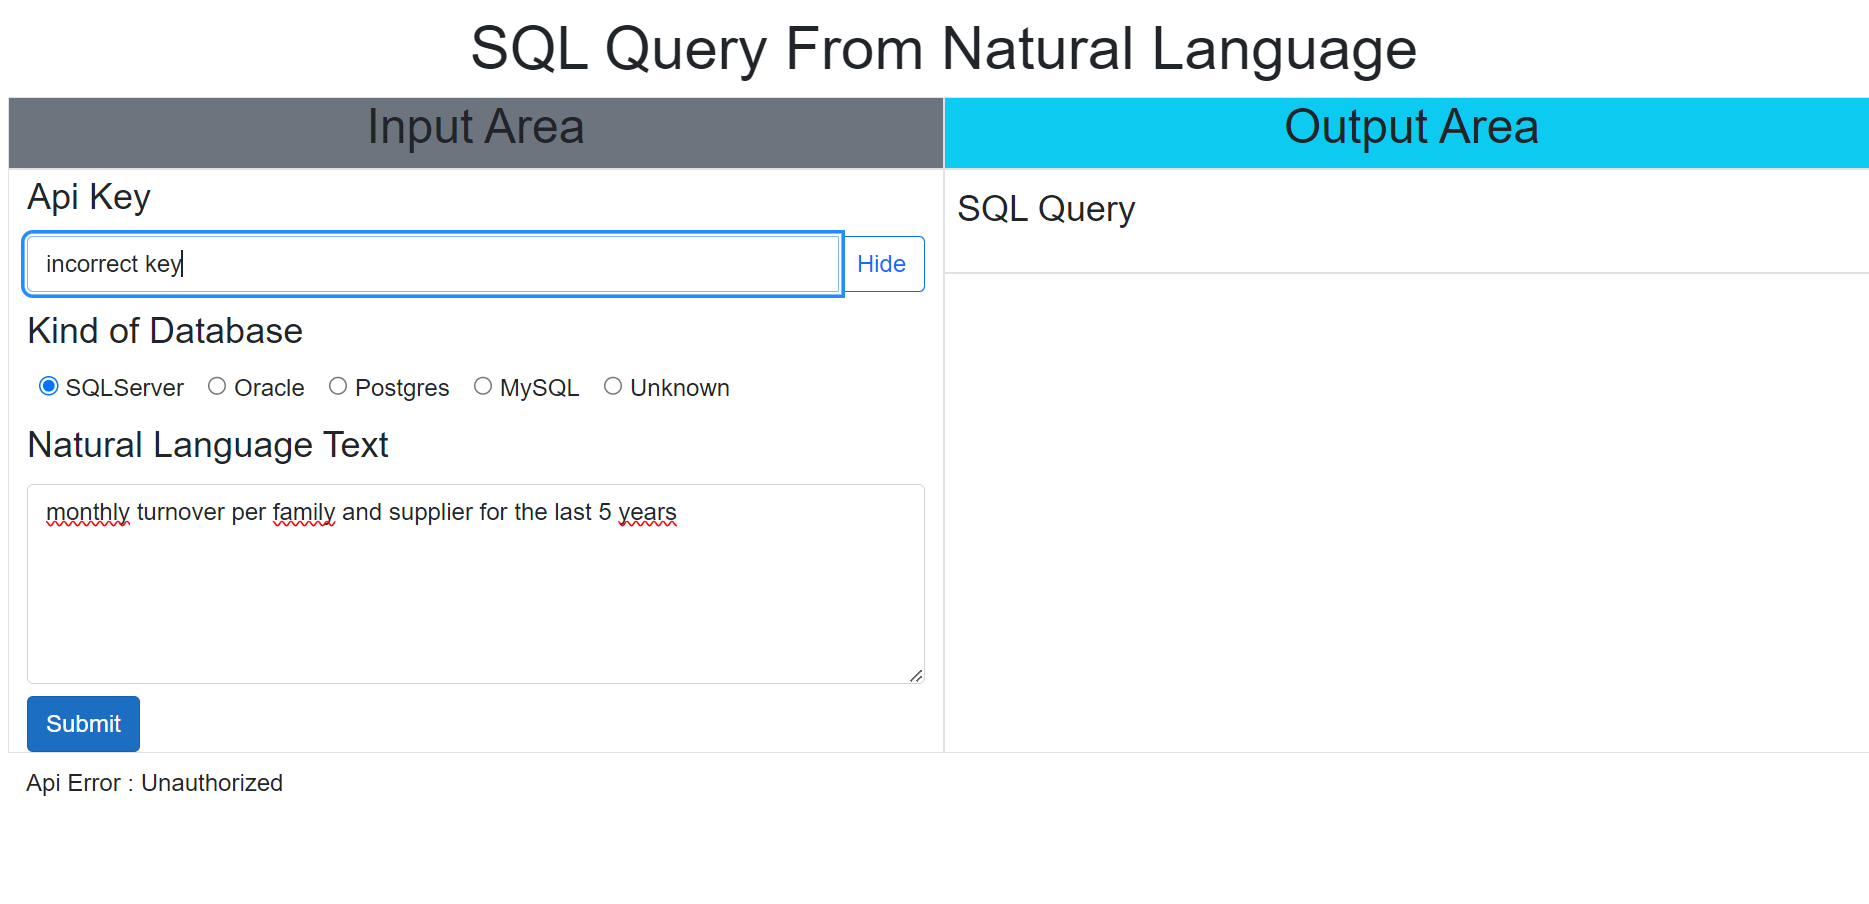 SQL Query From Natural Language
Input Area
Output Area
Api Key
SQL Query
incorrect key
Hide
Kind of Database
SQLServer Oracle Postgres MySQL Unknown
Natural Language Text
monthly turnover per family and supplier for the last 5 years
Submit
Api Error : Unauthorized